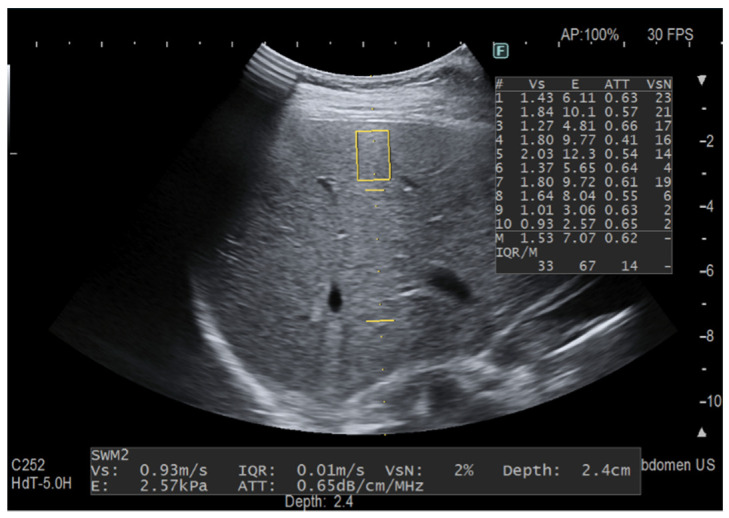 AP:100% 30 FPS
F
# Vs E ATT VsN
1 1.43 6.11 0.63 23
2 1.84 10.1 0.57 21
3 1.27 4.81 0.66 17
4 1.80 9.77 0.41 16
5 2.03 12.3 0.54 14
6 1.37 5.65 0.64 4
7 1.80 9.72 0.61 19
8 1.64 8.04 0.55 6
9 1.01 3.06 0.63 2
10 0.93 2.57 0.65 2
M 1.53 7.07 0.62 -
IQR/M
33 67 14 -
-2
-4
-6
-8
-10
C252
HdT-5.0H
SWM2
Vs: 0.93m/s IQR: 0.01m/s VsN: 2% Depth: 2.4cm
E: 2.57kPa ATT: 0.65dB/cm/MHz
bdomen US
Depth: 2.4